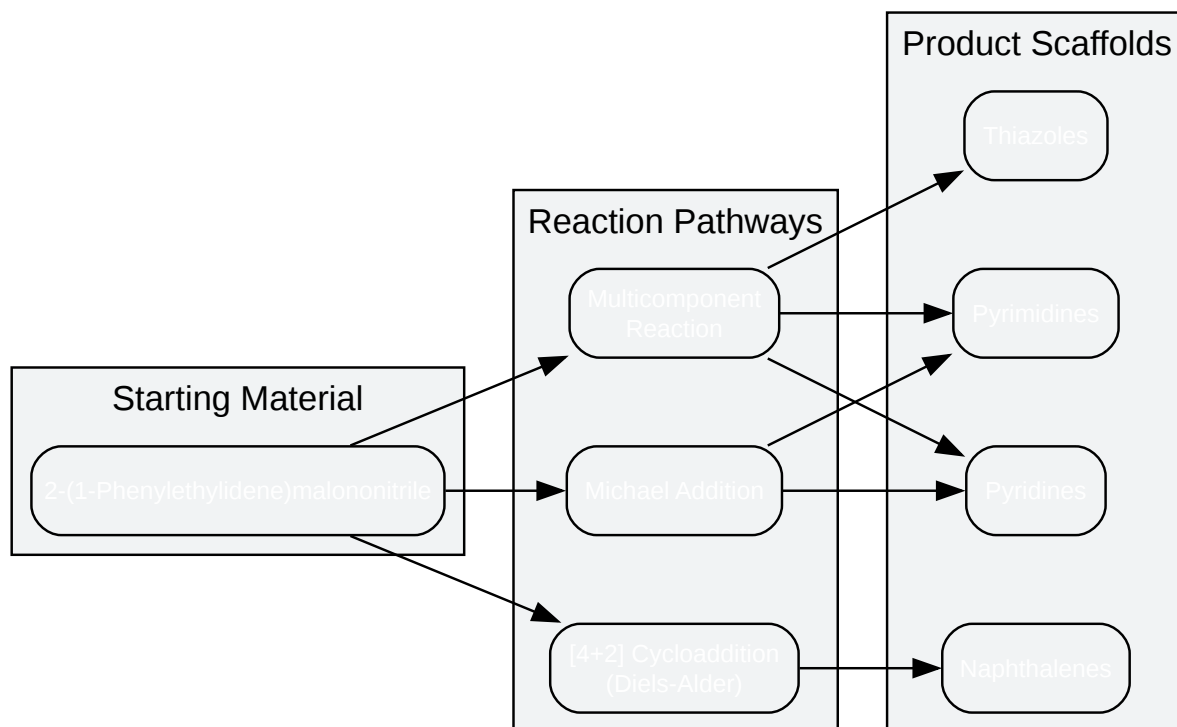 Starting Material
2-(1-Phenylethylidene)malononitrile
Reaction Pathways
Multicomponent
Reaction
Michael Addition
[4+2] Cycloaddition
(Diels-Alder)
Product Scaffolds
Thiazoles
Pyrimidines
Pyridines
Naphthalenes